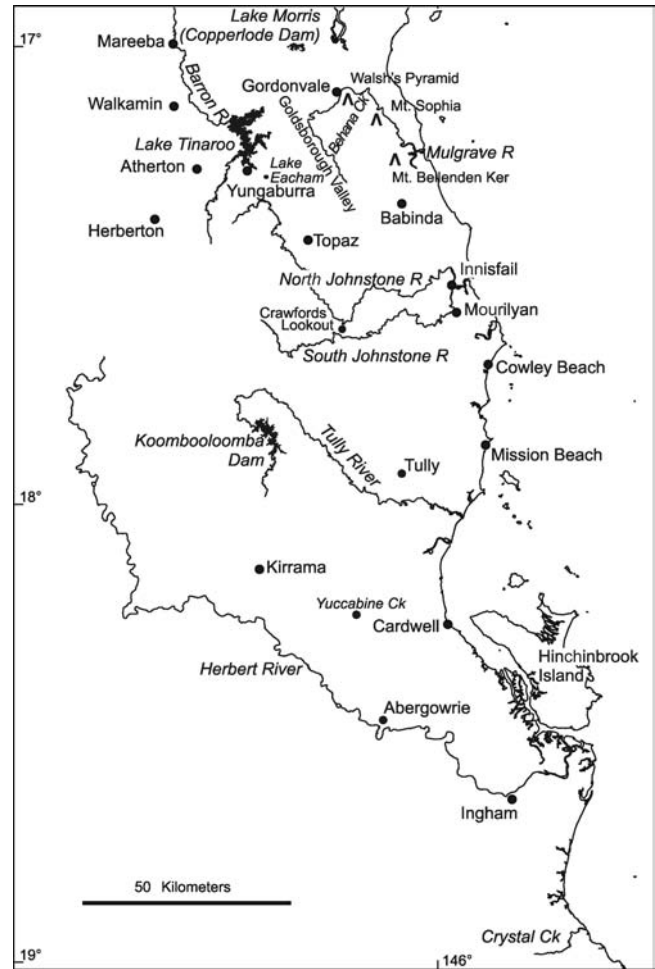 Lake Morris
(Copperlode Dam)
17°
Mareeba
Barron R
Gordonvale
Walsh's Pyramid
Walkamin
Goldsborough Valley
Behana Ck
Mt. Sophia
Lake Tinaroo
Mulgrave R
Atherton
Lake
Eacham
Mt. Bellenden Ker
Yungaburra
Babinda
Herberton
Topaz
North Johnstone R
Innisfail
Crawfords
Lookout
Mourilyan
South Johnstone R
Cowley Beach
Koombooloomba
Dam
Tully River
Tully
Mission Beach
18°
Kirrama
Yuccabine Ck
Cardwell
Herbert River
Hinchinbrook
Island
Abergowrie
Ingham
50 Kilometers
Crystal Ck
19°
146°